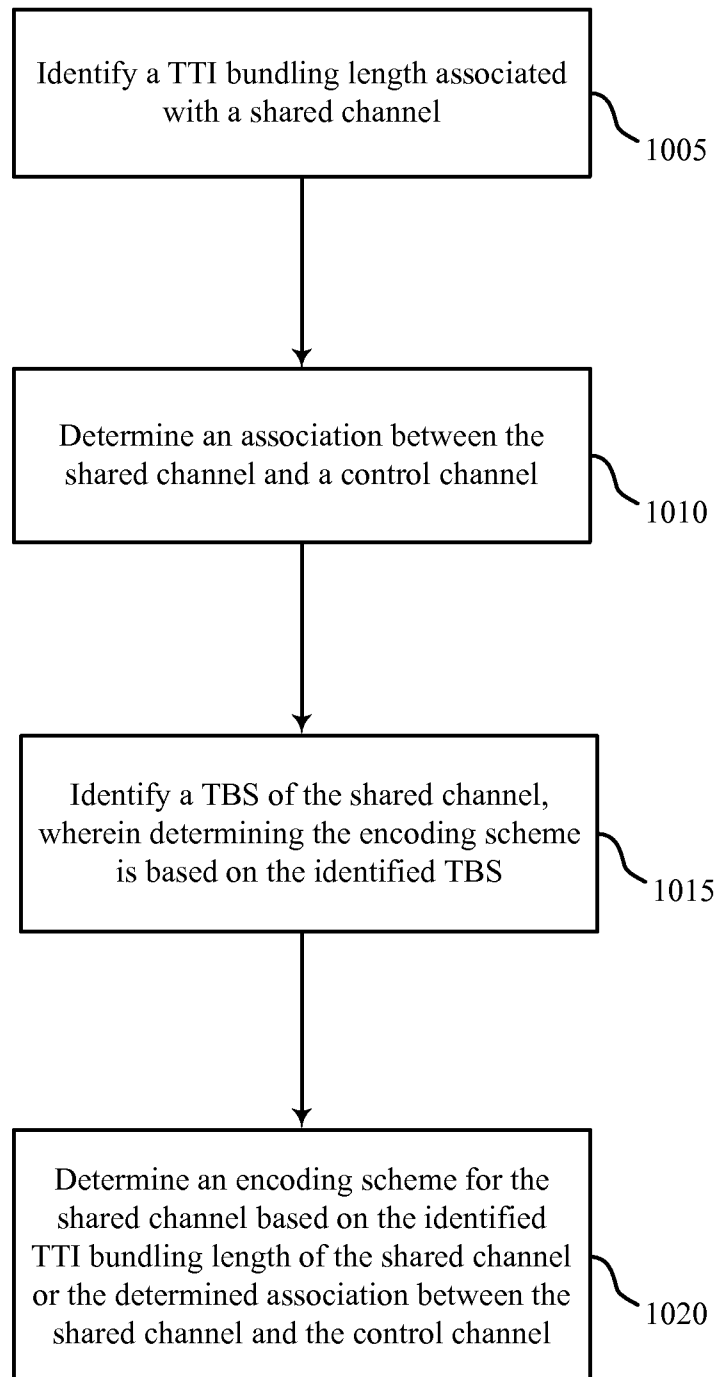 Identify a TTI bundling length associated
with a shared channel
1005
Determine an association between the
shared channel and a control channel
1010
Identify a TBS of the shared channel,
wherein determining the encoding scheme
is based on the identified TBS
1015
Determine an encoding scheme for the
shared channel based on the identified
TTI bundling length of the shared channel
or the determined association between the
shared channel and the control channel
1020